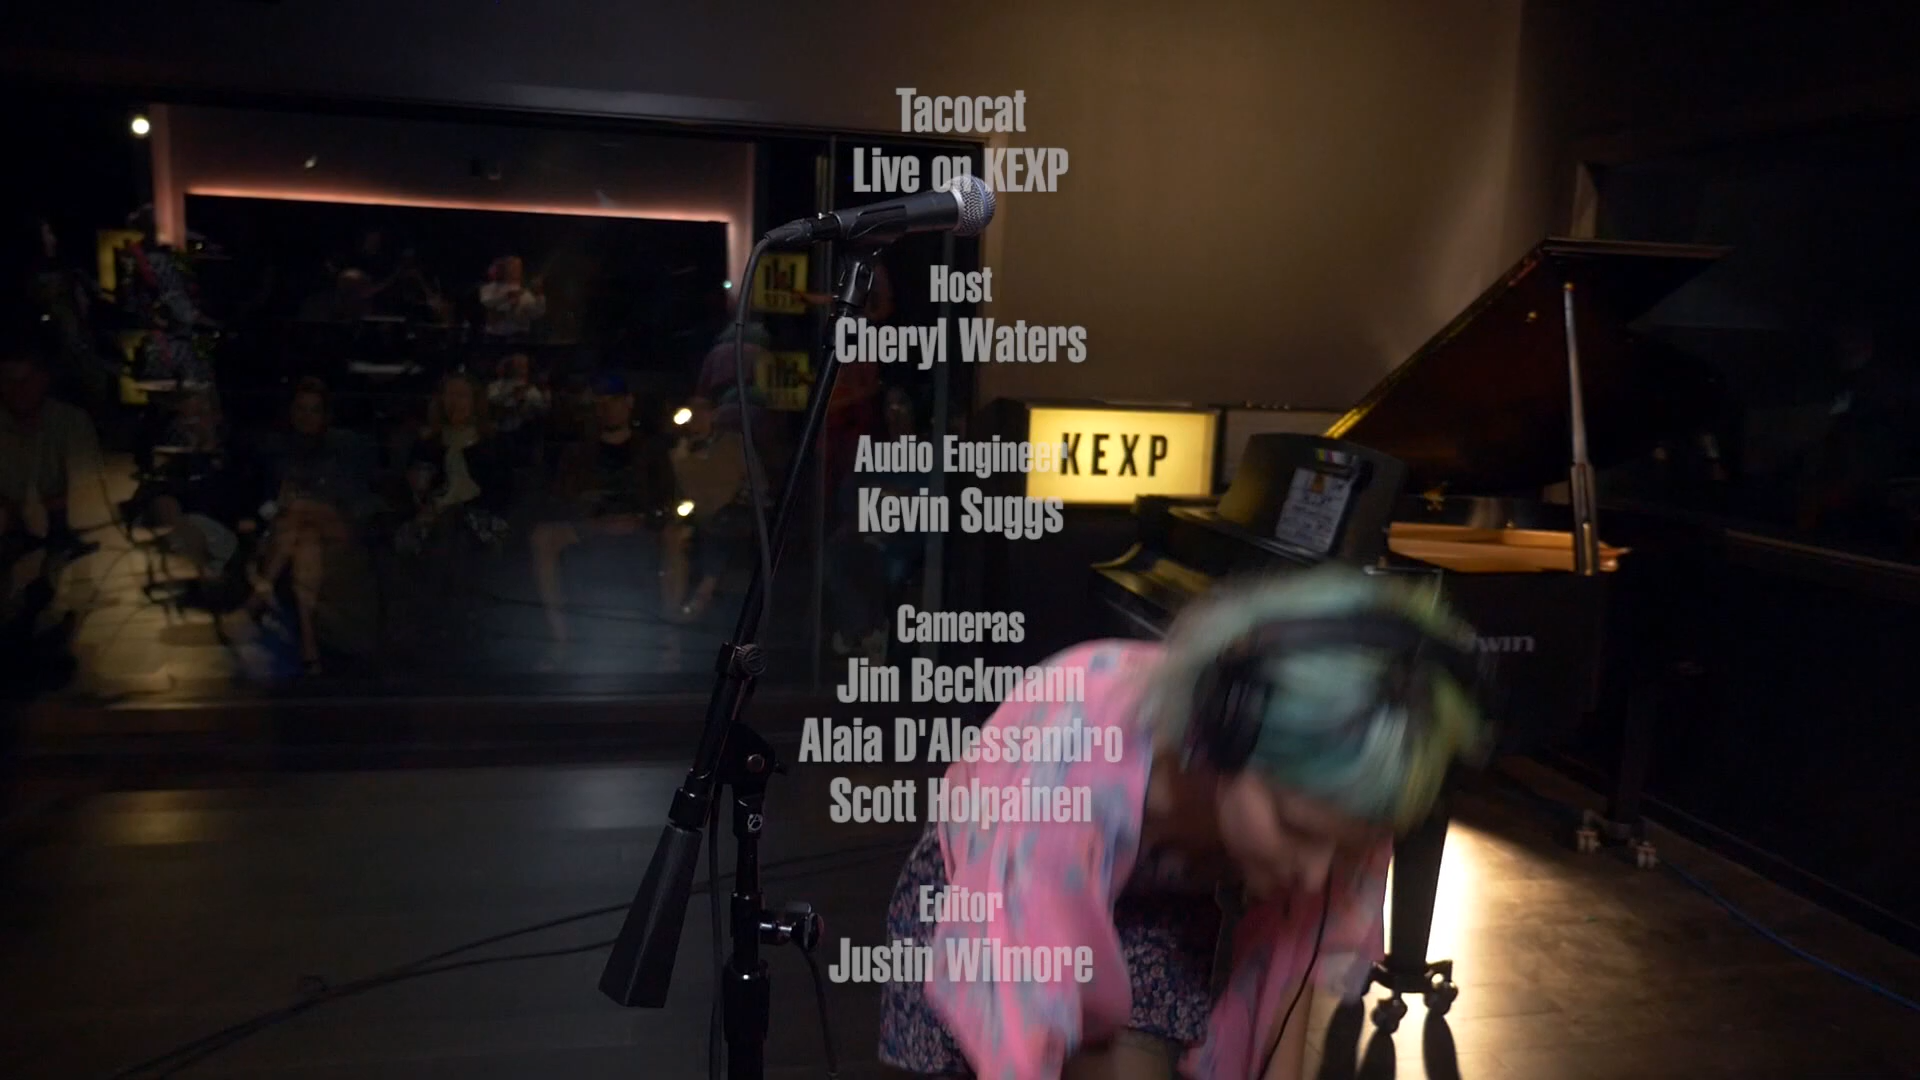 Tacocat
Live on KEXP
Host
Cheryl Waters
Audio Engineer
KEXP
Kevin Suggs
Cameras
Jim Beckmann
Alaia D'Alessandro
Scott Holpainen
Editor
Justin Wilmore